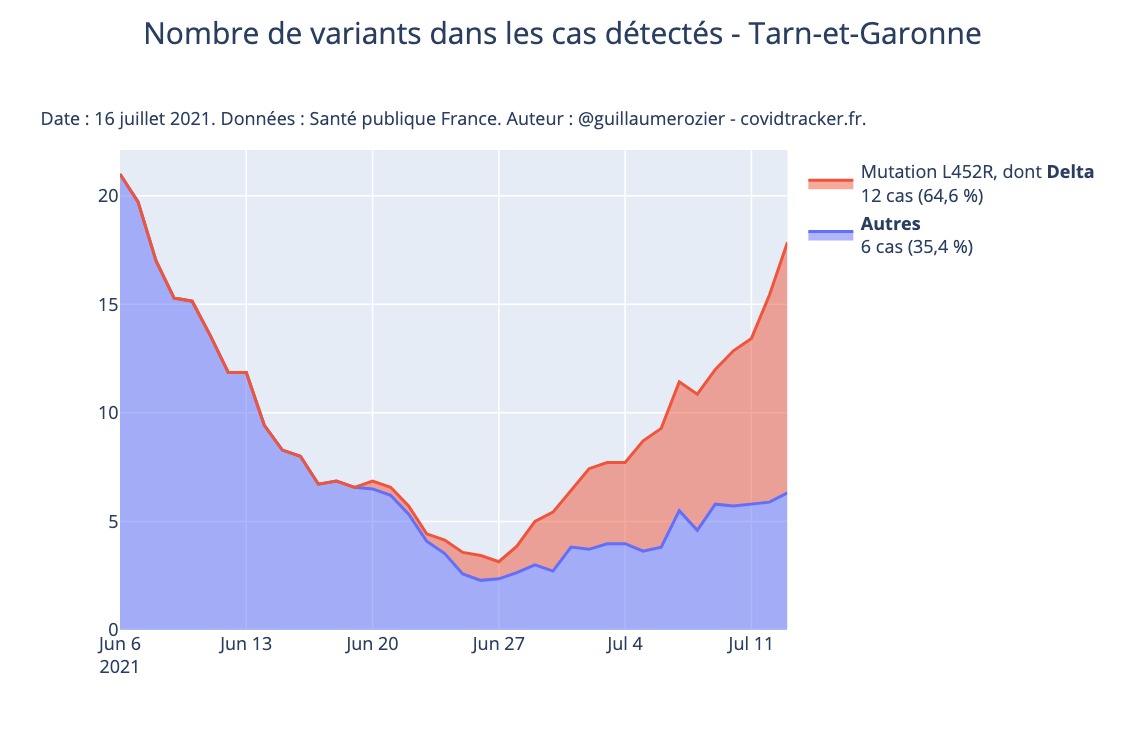 Nombre de variants dans les cas détectés - Tarn-et-Garonne
Date : 16 juillet 2021. Données : Santé publique France. Auteur : @guillaumerozier - covidtracker.fr.
Mutation L452R, dont Delta
12 cas (64,6 %)
Autres
6 cas (35,4 %)
20
15
10
5
0
Jun 6
2021
Jun 13
Jun 20
Jun 27
Jul 4
Jul 11